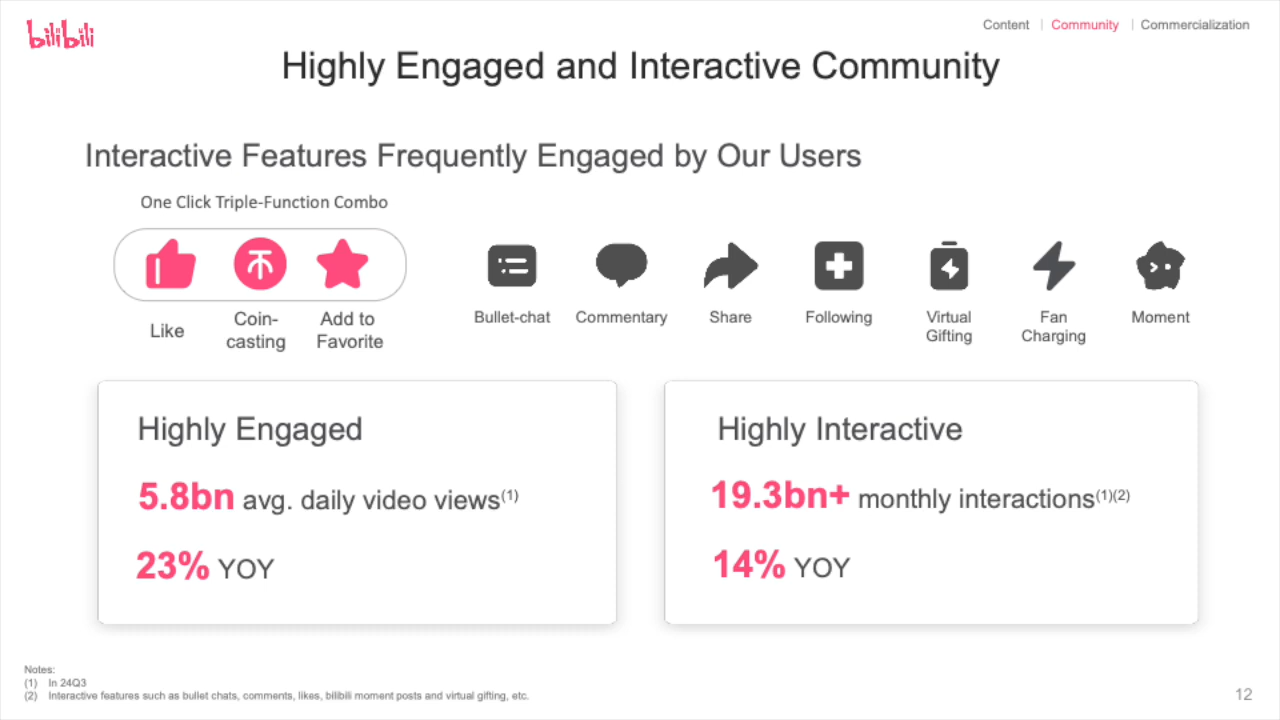 bilibili
Content | Community | Commercialization
Highly Engaged and Interactive Community
Interactive Features Frequently Engaged by Our Users
One Click Triple-Function Combo
Like
Coin-
casting
Add to
Favorite
Bullet-chat
Commentary
Share
Following
Virtual
Gifting
Fan
Charging
Moment
Highly Engaged
5.8bn avg. daily video views(1)
23% YOY
Highly Interactive
19.3bn+ monthly interactions(1)(2)
14% YOY
Notes:
(1) In 24Q3
(2) Interactive features such as bullet chats, comments, likes, bilibili moment posts and virtual gifting, etc.
12